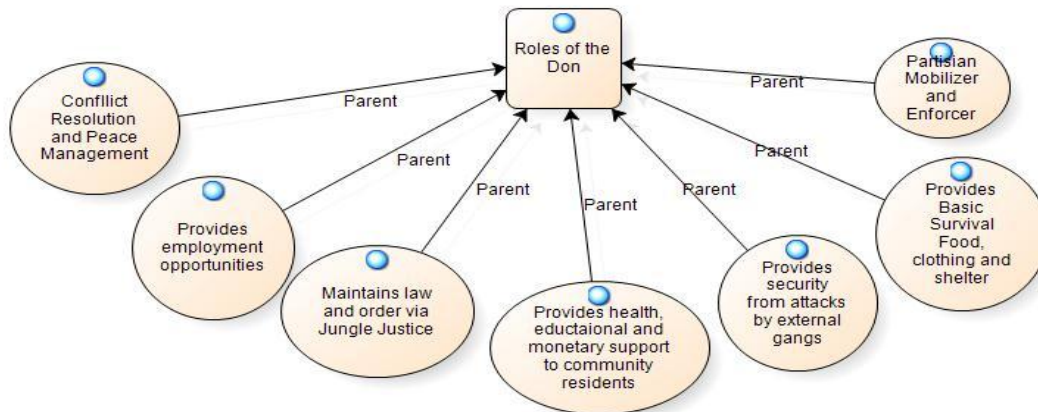 Roles of the
Don
Partisian
Mobilizer
and
Enforcer
Parent
Confllict
Resolution
and Peace
Management
Parent
Parent
Provides
employment
opportunities
Parent
Maintains law
and order via
Jungle Justice
Parent
Provides health,
eductaional and
monetary support
to community
residents
Parent
Provides
security
from attacks
by external
gangs
Parent
Provides
Basic
Survival
Food,
clothing and
shelter